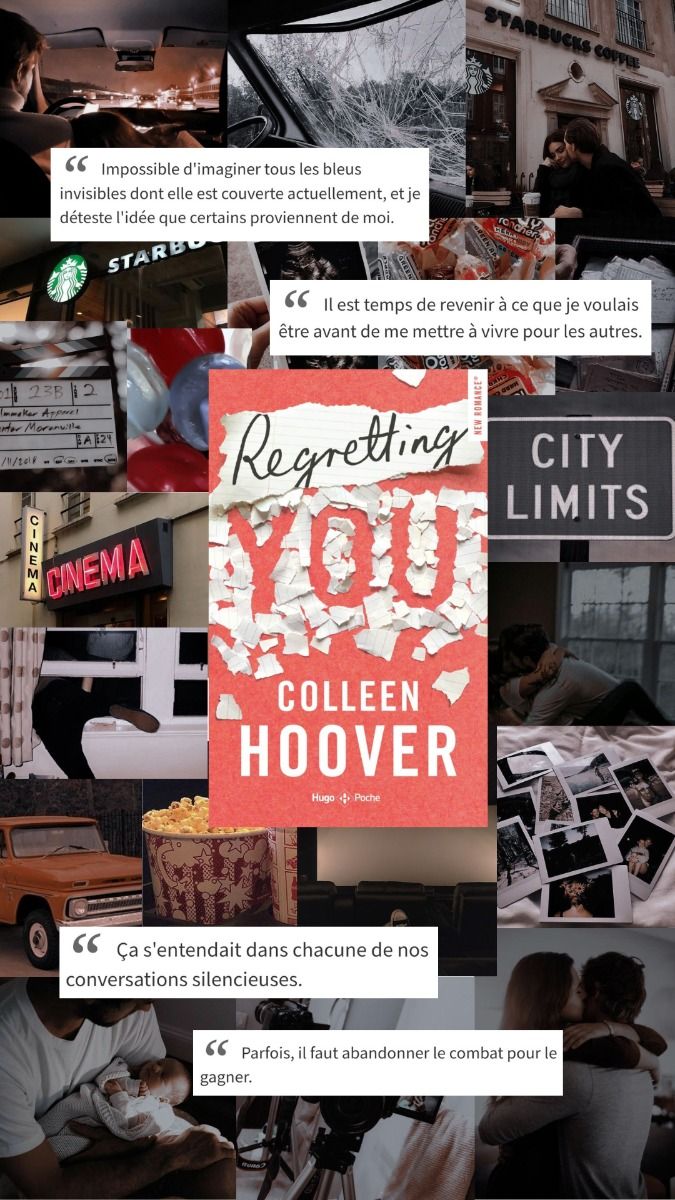 STARBUCKS COFFEE
“ Impossible d'imaginer tous les bleus
invisibles dont elle est couverte actuellement, et je
déteste l'idée que certains proviennent de moi.
STARBU
“ Il est temps de revenir à ce que je voulais
être avant de me mettre à vivre pour les autres.
23B
2
NEW ROMANCE®
Regretting
YOU
COLLEEN
HOOVER
Hugo Poche
CITY
LIMITS
CINEMA
CINEMA
“ Ça s'entendait dans chacune de nos
conversations silencieuses.
“ Parfois, il faut abandonner le combat pour le
gagner.